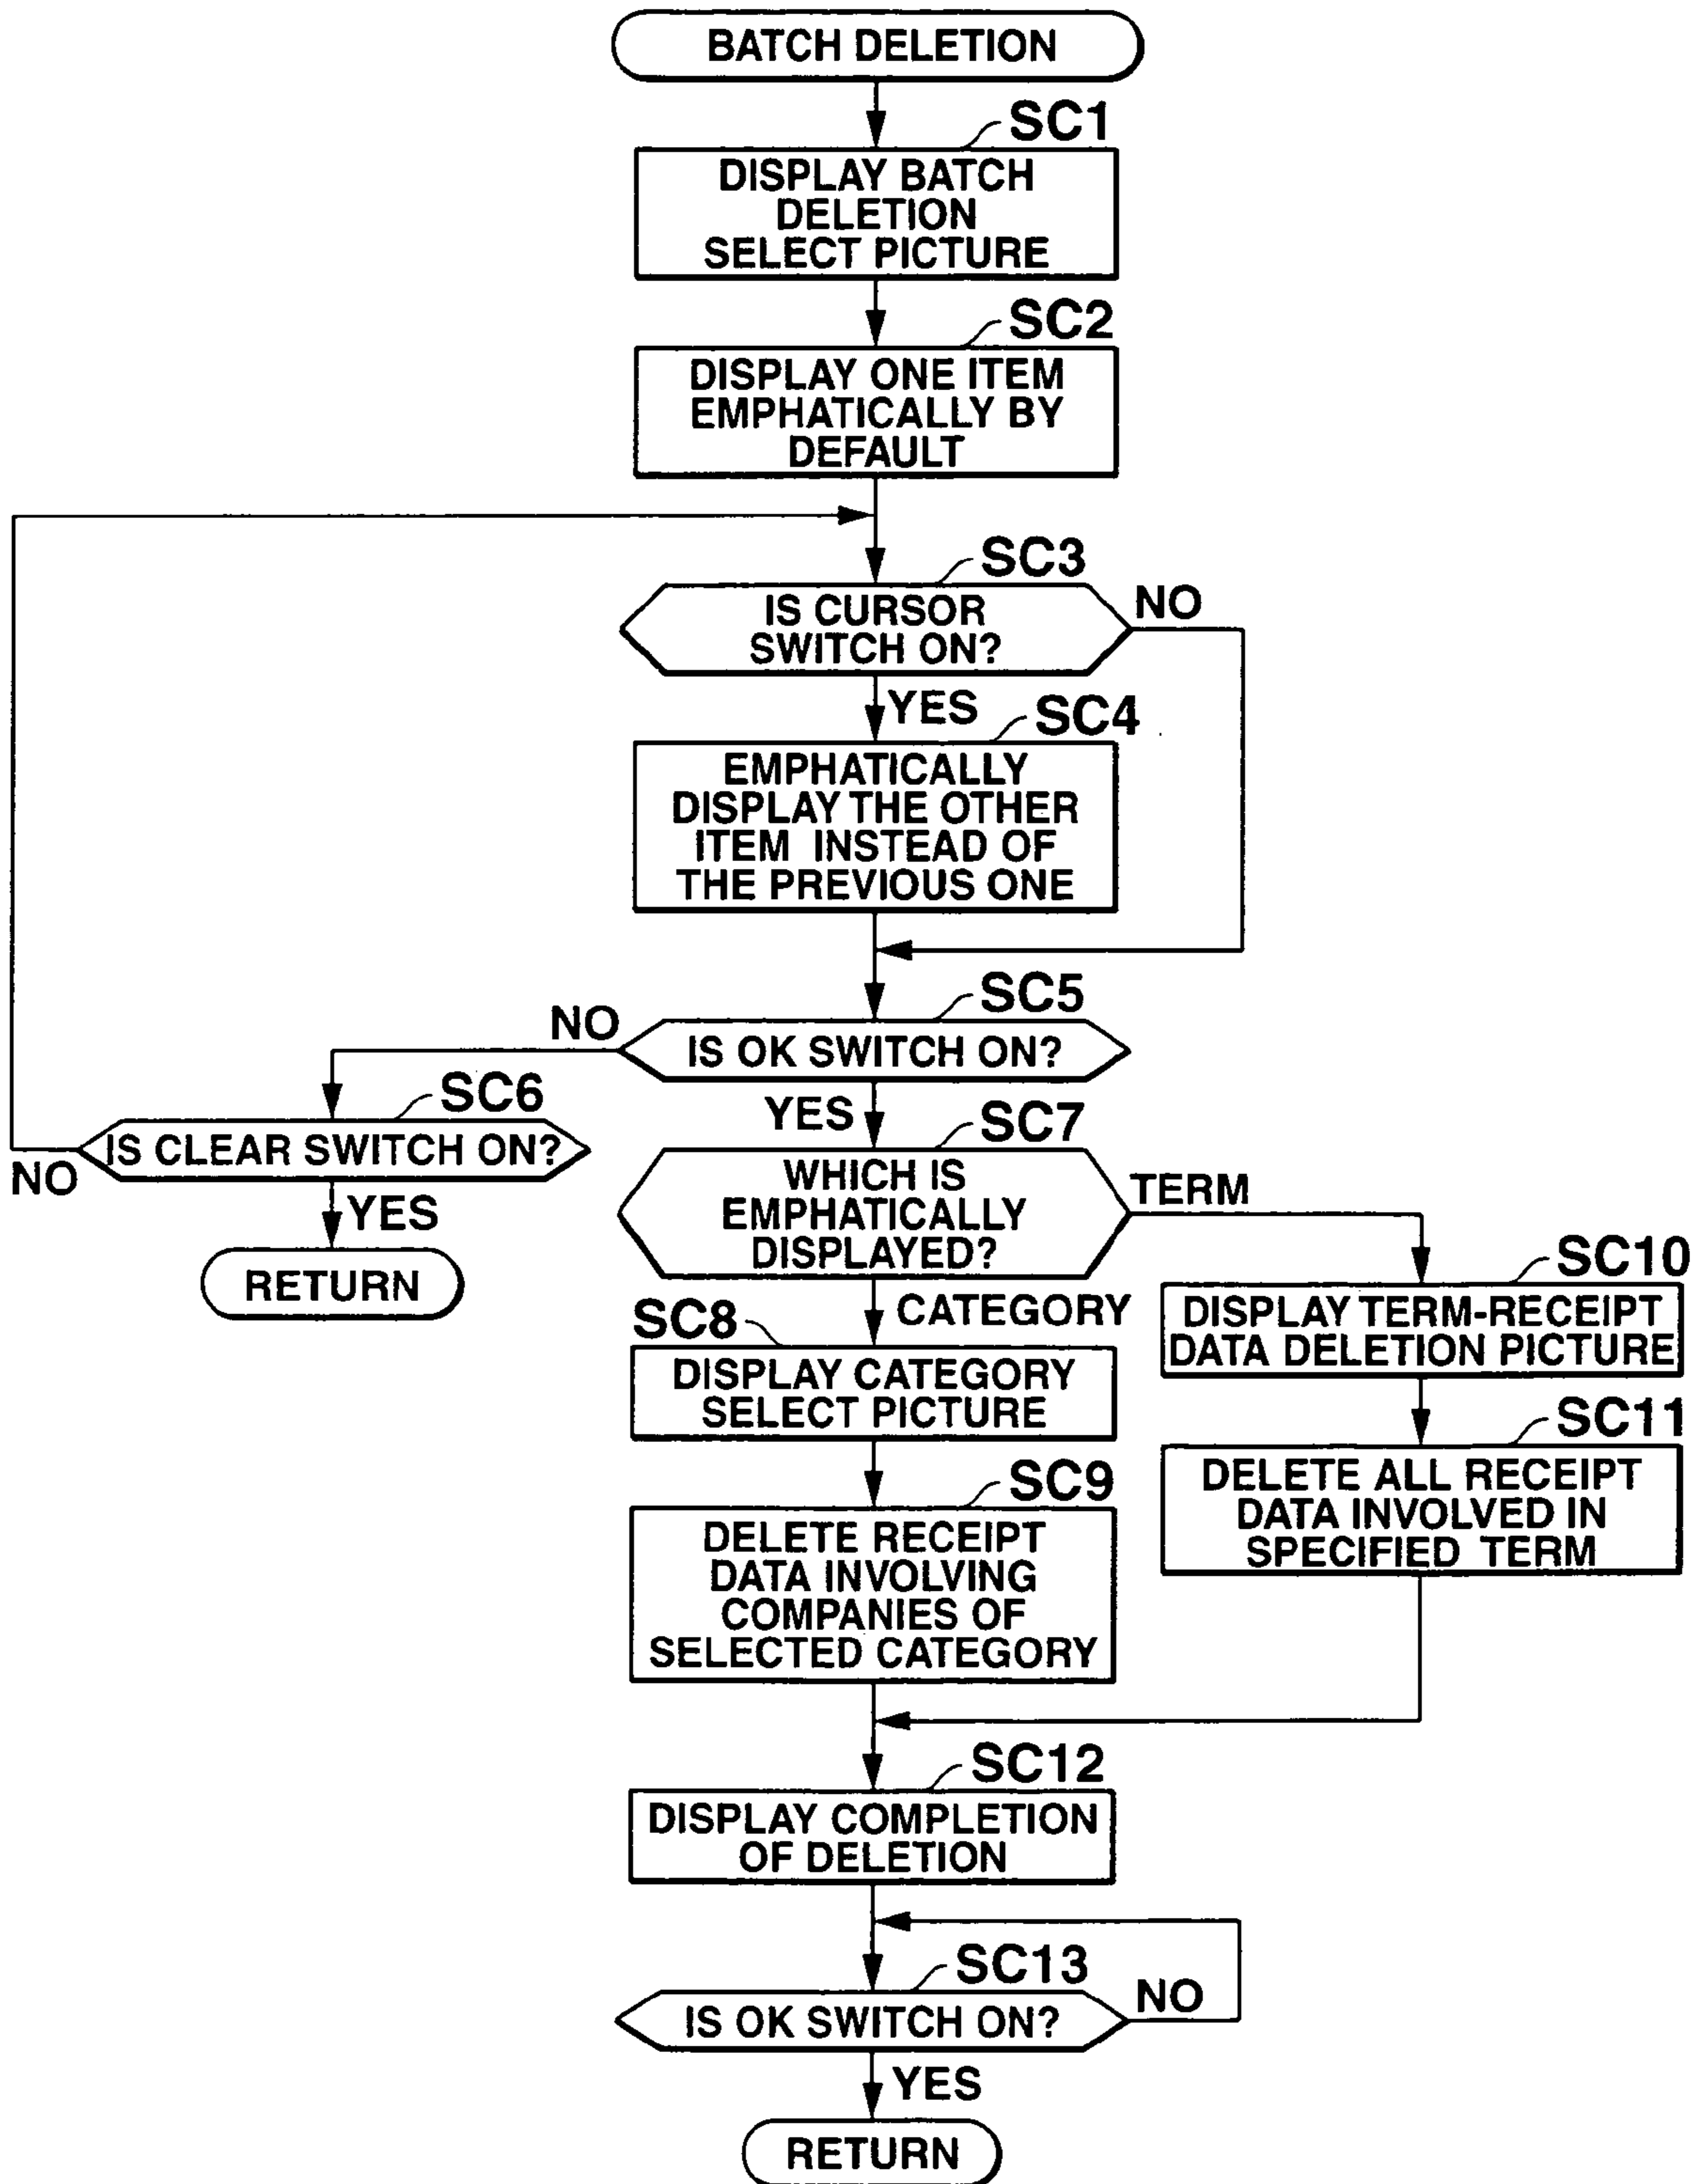 BATCH DELETION
SC1
DISPLAY BATCH
DELETION
SELECT PICTURE
SC2
DISPLAY ONE ITEM
EMPHATICALLY BY
DEFAULT
SC3
IS CURSOR
SWITCH ON?
NO
YES
SC4
EMPHATICALLY
DISPLAY THE OTHER
ITEM INSTEAD OF
THE PREVIOUS ONE
SC5
IS OK SWITCH ON?
NO
YES
SC6
IS CLEAR SWITCH ON?
NO
YES
RETURN
SC7
WHICH IS
EMPHATICALLY
DISPLAYED?
TERM
CATEGORY
SC8
DISPLAY CATEGORY
SELECT PICTURE
SC9
DELETE RECEIPT
DATA INVOLVING
COMPANIES OF
SELECTED CATEGORY
SC10
DISPLAY TERM-RECEIPT
DATA DELETION PICTURE
SC11
DELETE ALL RECEIPT
DATA INVOLVED IN
SPECIFIED TERM
SC12
DISPLAY COMPLETION
OF DELETION
SC13
IS OK SWITCH ON?
NO
YES
RETURN